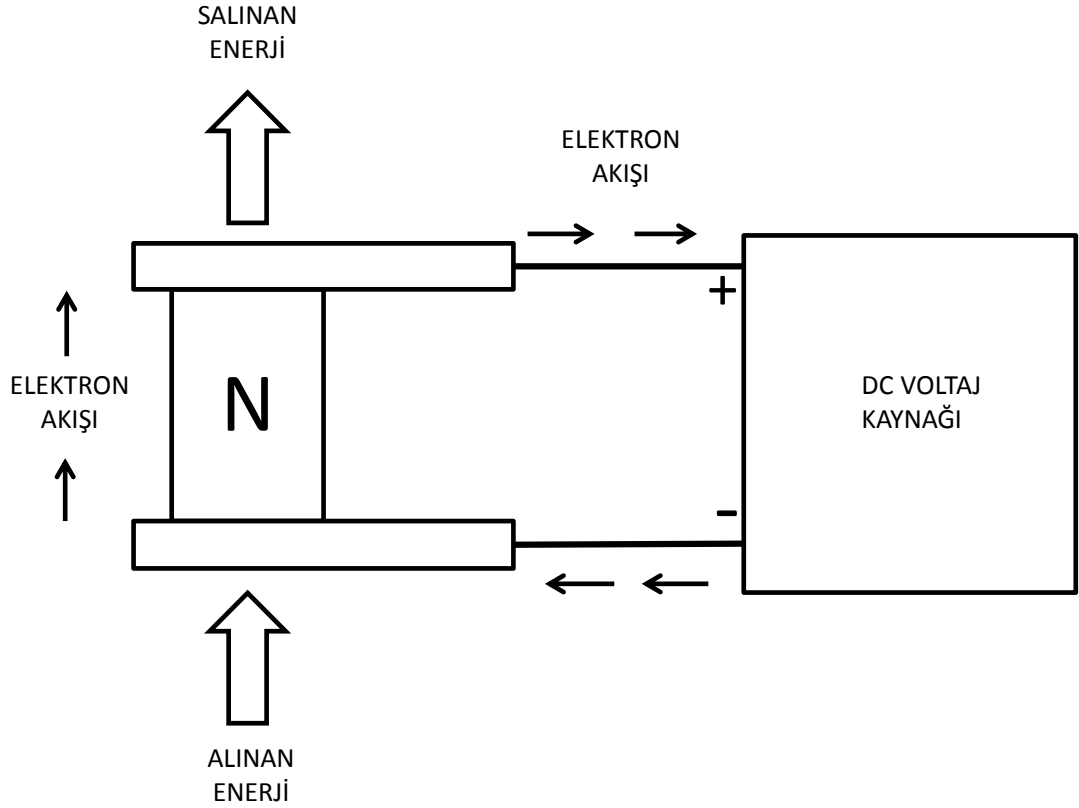 SALINAN
ENERJİ
ELEKTRON
AKIŞI
+
ELEKTRON
AKIŞI
N
DC VOLTAJ
KAYNAĞI
-
ALINAN
ENERJİ